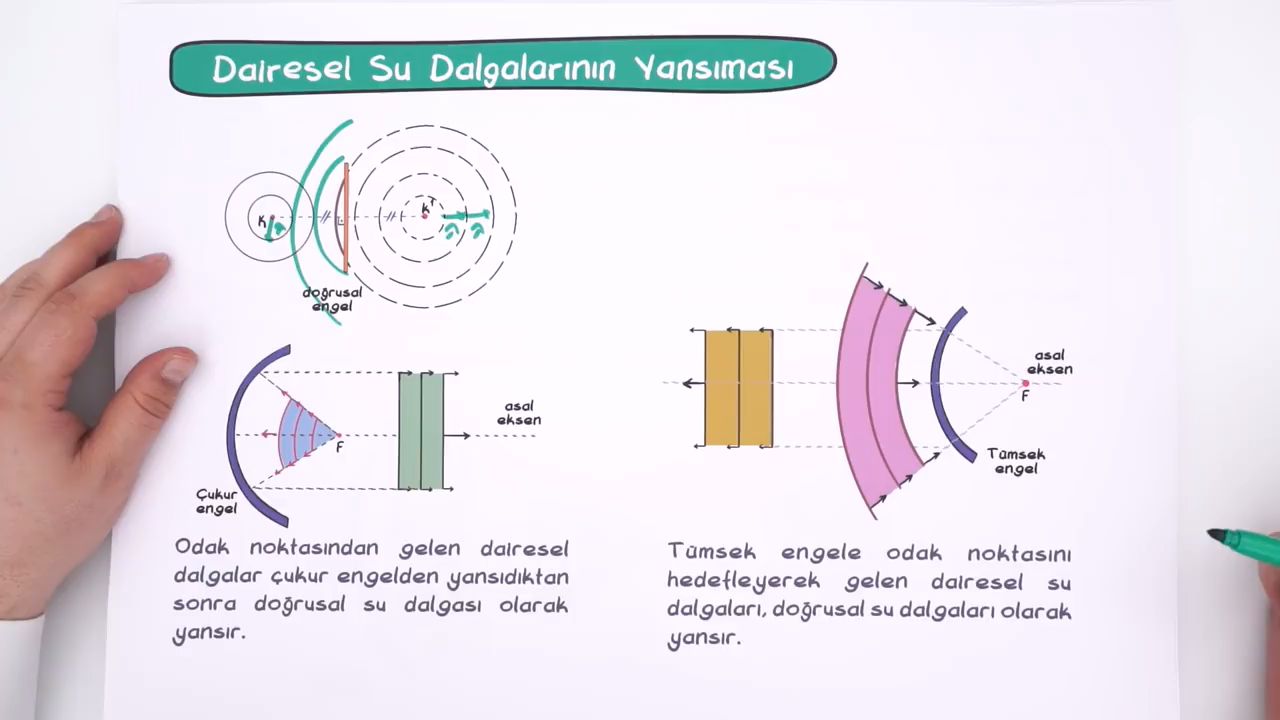 Dairesel Su Dalgalarının Yansıması
K
λ
K'
λ λ
doğrusal
engel
asal
eksen
F
Çukur
engel
Odak noktasından gelen dairesel
dalgalar çukur engelden yansıdıktan
sonra doğrusal su dalgası olarak
yansır.
asal
eksen
F
Tümsek
engel
Tümsek engele odak noktasını
hedefleyerek gelen dairesel su
dalgaları, doğrusal su dalgaları olarak
yansır.